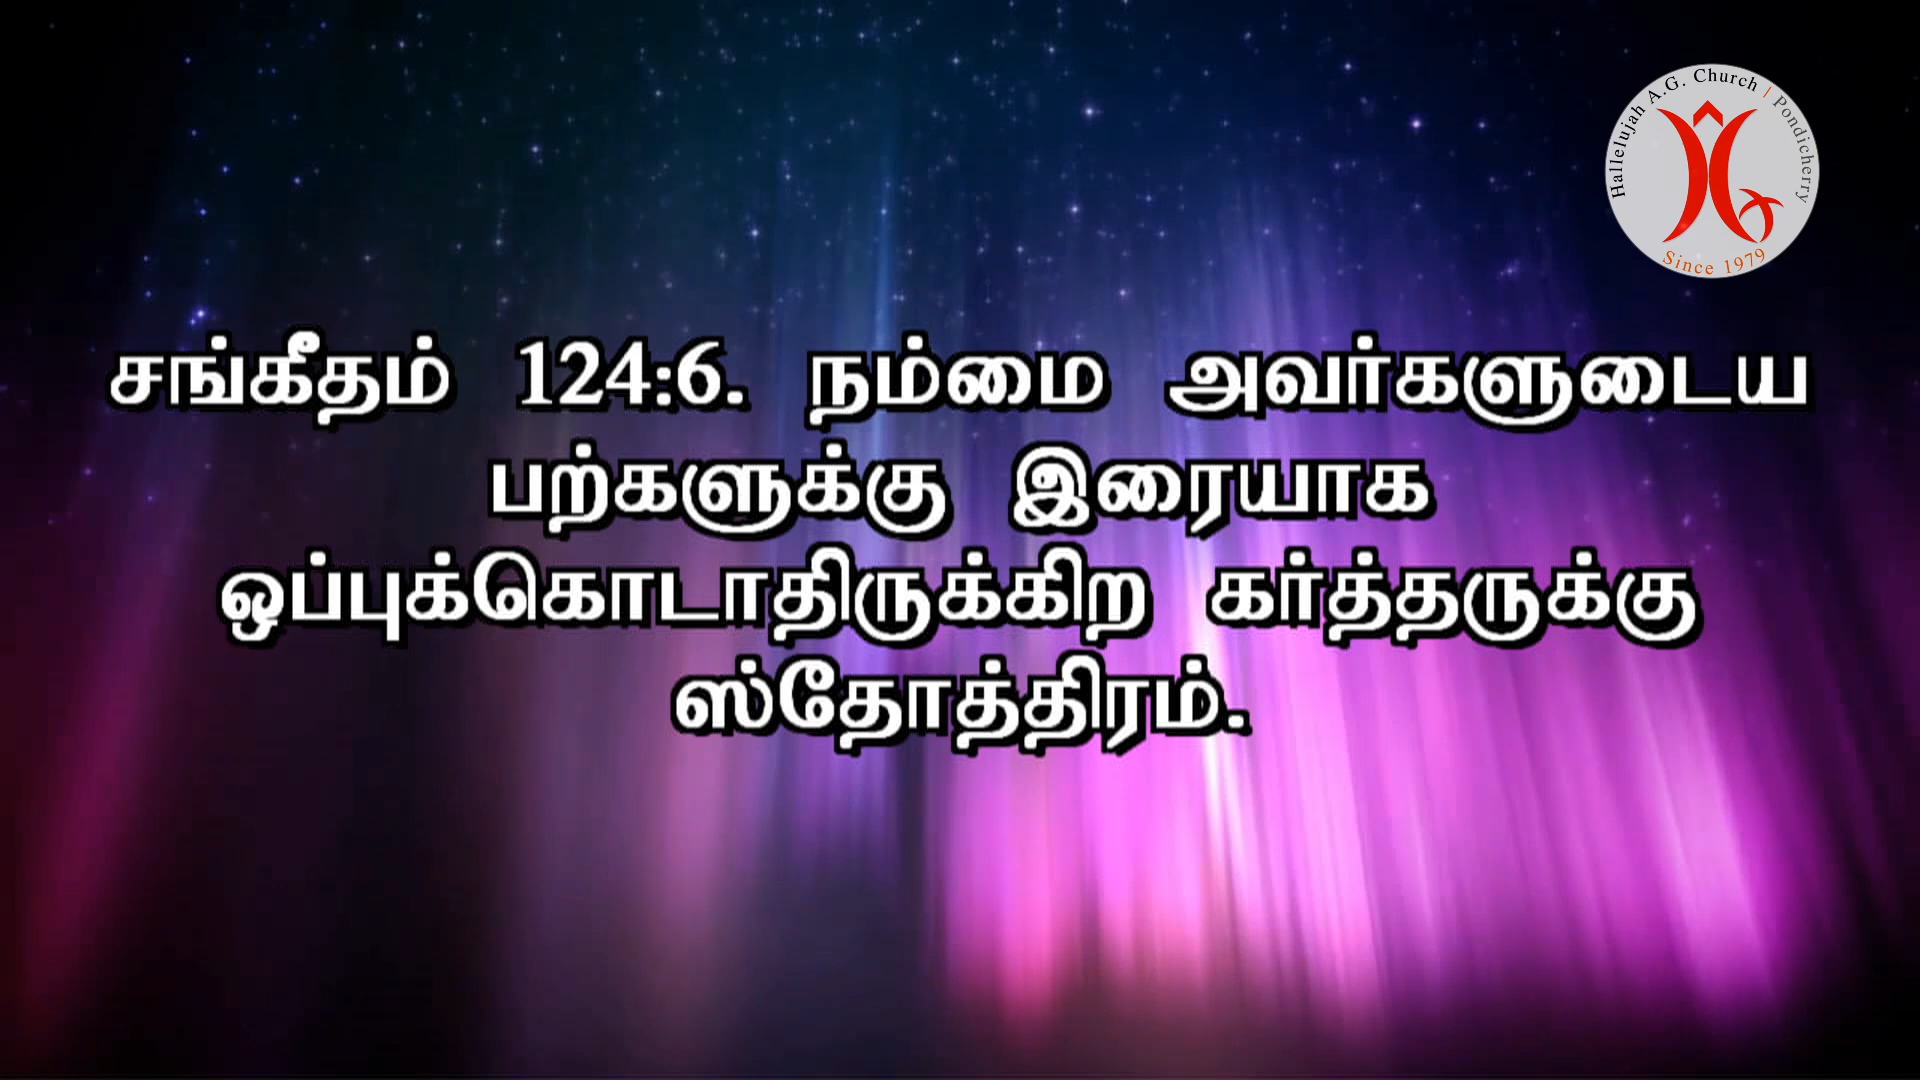 Hallelujah A.G. Church | Pondicherry
Since 1979
சங்கீதம் 124:6. நம்மை அவர்களுடைய
பற்களுக்கு இரையாக
ஒப்புக்கொடாதிருக்கிற கர்த்தருக்கு
ஸ்தோத்திரம்.